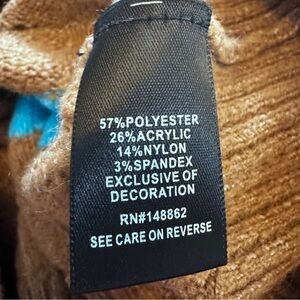 57%POLYESTER
26%ACRYLIC
14%NYLON
3%SPANDEX
EXCLUSIVE OF
DECORATION
RN#148862
SEE CARE ON REVERSE